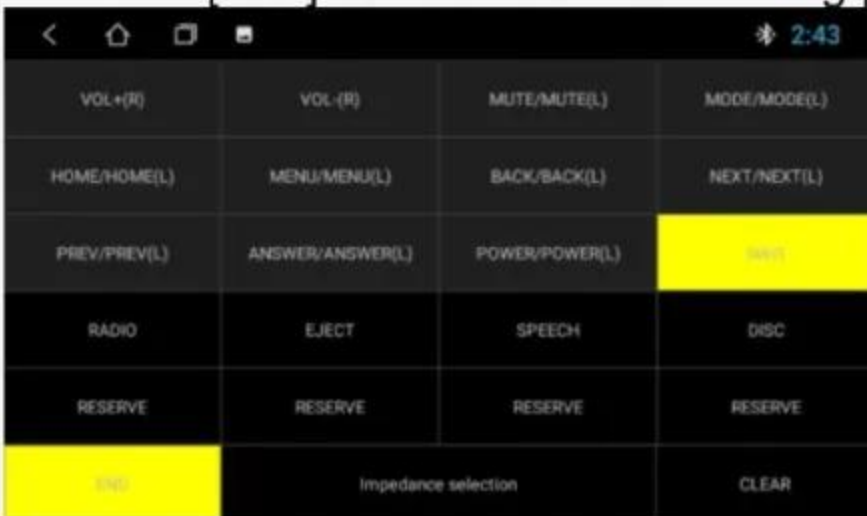 2:43
VOL+(R) VOL-(R) MUTE/MUTE(L) MODE/MODE(L)
HOME/HOME(L) MENU/MENU(L) BACK/BACK(L) NEXT/NEXT(L)
PREV/PREV(L) ANSWER/ANSWER(L) POWER/POWER(L)
RADIO EJECT SPEECH DISC
RESERVE RESERVE RESERVE RESERVE
END Impedance selection CLEAR